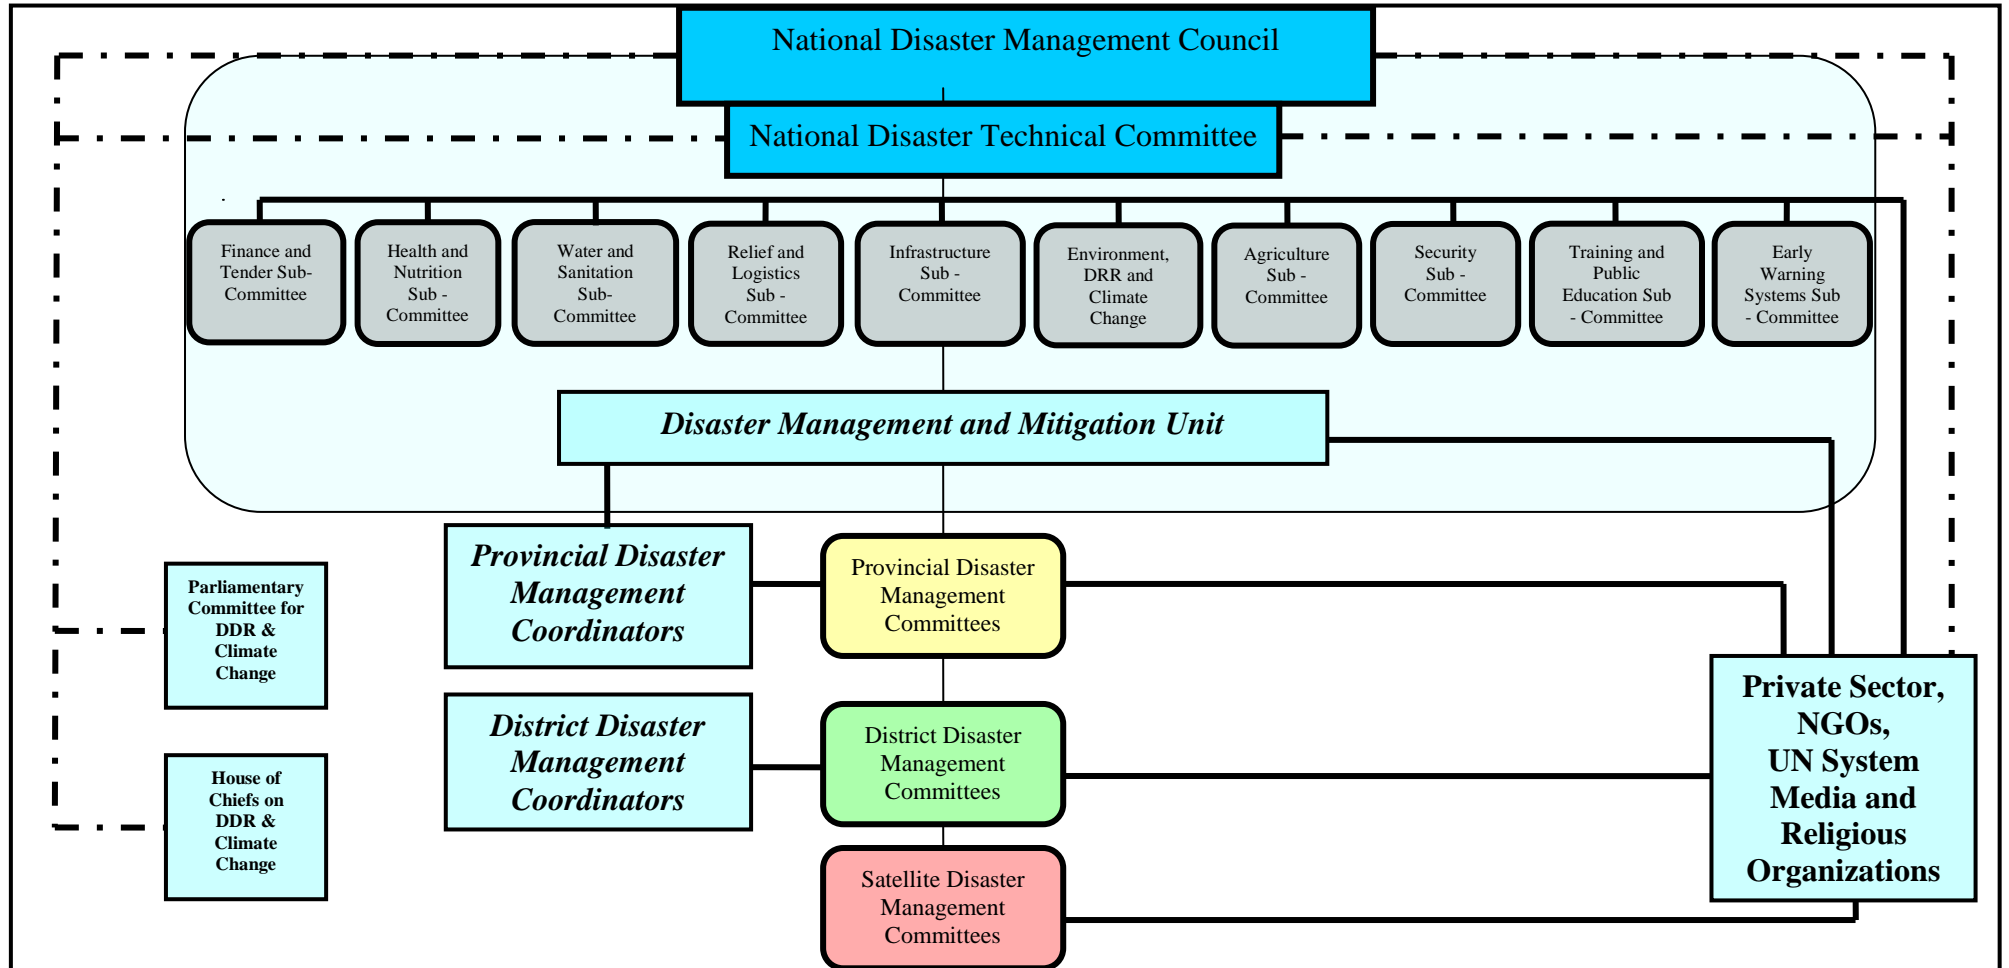 National Disaster Management Council
National Disaster Technical Committee
Finance and
Tender Sub-
Committee
Health and
Nutrition
Sub -
Committee
Water and
Sanitation
Sub-
Committee
Relief and
Logistics
Sub -
Committee
Infrastructure
Sub -
Committee
Environment,
DRR and
Climate
Change
Agriculture
Sub -
Committee
Security
Sub -
Committee
Training and
Public
Education Sub
- Committee
Early
Warning
Systems Sub
- Committee
Disaster Management and Mitigation Unit
Provincial Disaster
Management
Coordinators
Provincial Disaster
Management
Committees
Parliamentary
Committee for
DDR &
Climate
Change
District Disaster
Management
Coordinators
District Disaster
Management
Committees
Private Sector,
NGOs,
UN System
Media and
Religious
Organizations
House of
Chiefs on
DDR &
Climate
Change
Satellite Disaster
Management
Committees